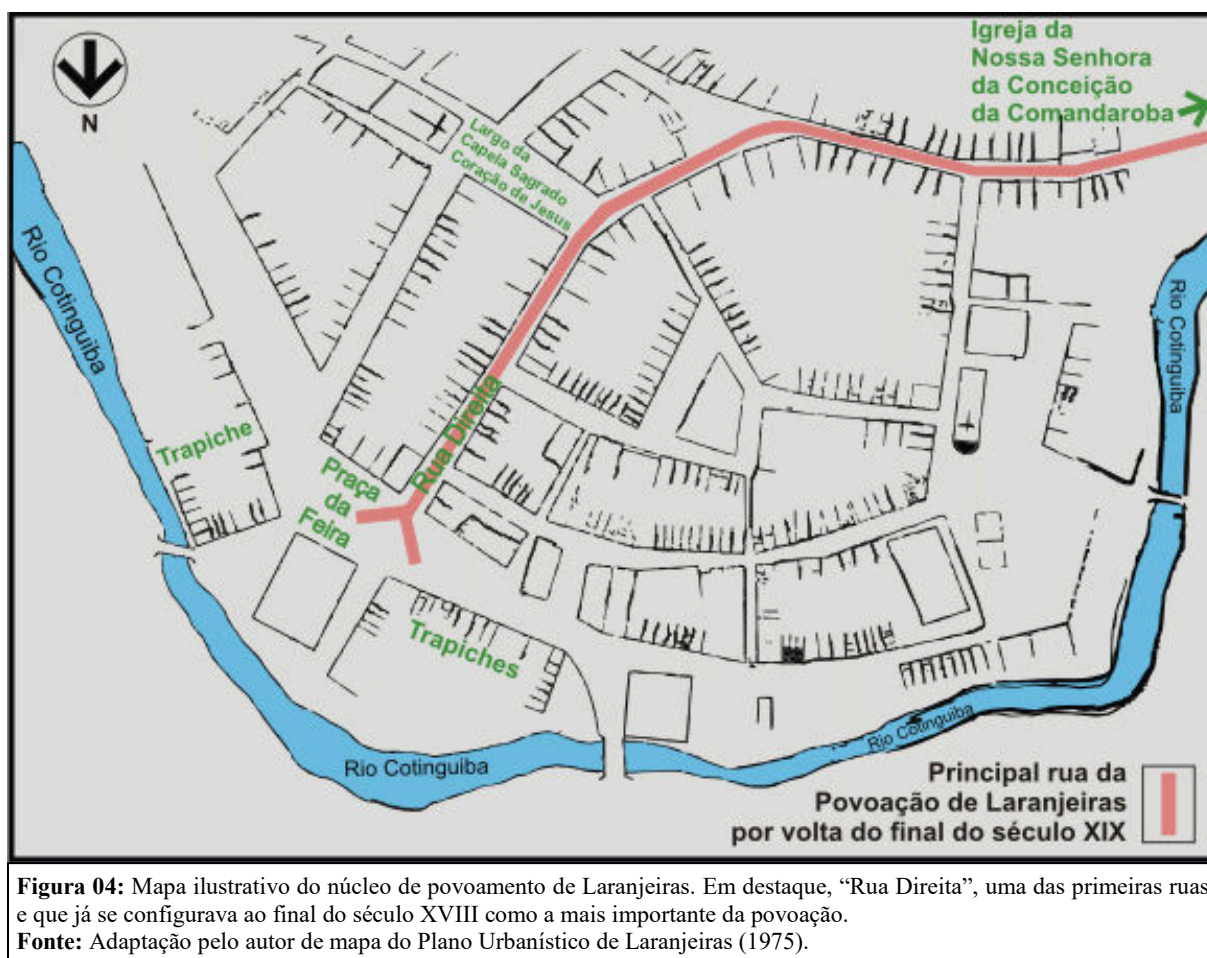 N
Igreja da
Nossa Senhora
da Conceição
da Comandaroba
Largo da
Capela Sagrado
Coração de Jesus
Rio Cotinguiba
Rio Cotinguiba
Trapiche
Rua Direita
Praça
da
Feira
Trapiches
Rio Cotinguiba
Rio Cotinguiba
Principal rua da
Povoação de Laranjeiras
por volta do final do século XIX
Figura 04: Mapa ilustrativo do núcleo de povoamento de Laranjeiras. Em destaque, “Rua Direita”, uma das primeiras ruas
e que já se configurava ao final do século XVIII como a mais importante da povoação.
Fonte: Adaptação pelo autor de mapa do Plano Urbanístico de Laranjeiras (1975).